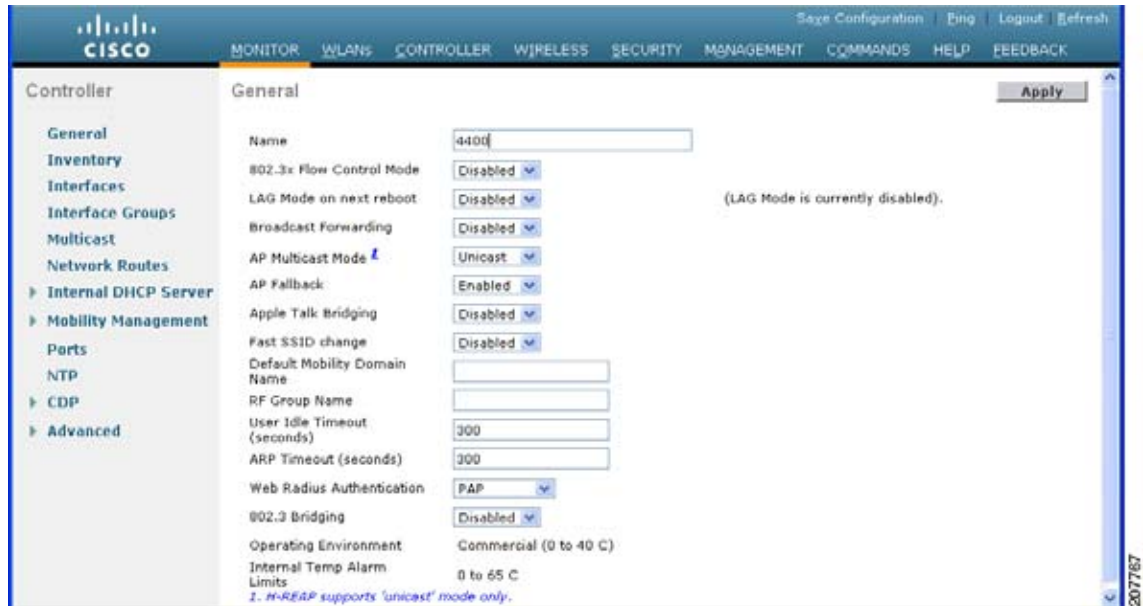 Save Configuration Ping Logout Refresh
CISCO
MONITOR WLANs CONTROLLER WIRELESS SECURITY MANAGEMENT COMMANDS HELP FEEDBACK
Controller
General
Inventory
Interfaces
Interface Groups
Multicast
Network Routes
Internal DHCP Server
Mobility Management
Ports
NTP
CDP
Advanced
General
Apply
Name 4400
802.3x Flow Control Mode Disabled
LAG Mode on next reboot Disabled (LAG Mode is currently disabled).
Broadcast Forwarding Disabled
AP Multicast Mode 1 Unicast
AP Fallback Enabled
Apple Talk Bridging Disabled
Fast SSID change Disabled
Default Mobility Domain
Name
RF Group Name
User Idle Timeout
(seconds) 300
ARP Timeout (seconds) 300
Web Radius Authentication PAP
802.3 Bridging Disabled
Operating Environment Commercial (0 to 40 C)
Internal Temp Alarm
Limits 0 to 65 C
1. H-REAP supports 'unicast' mode only.
207767